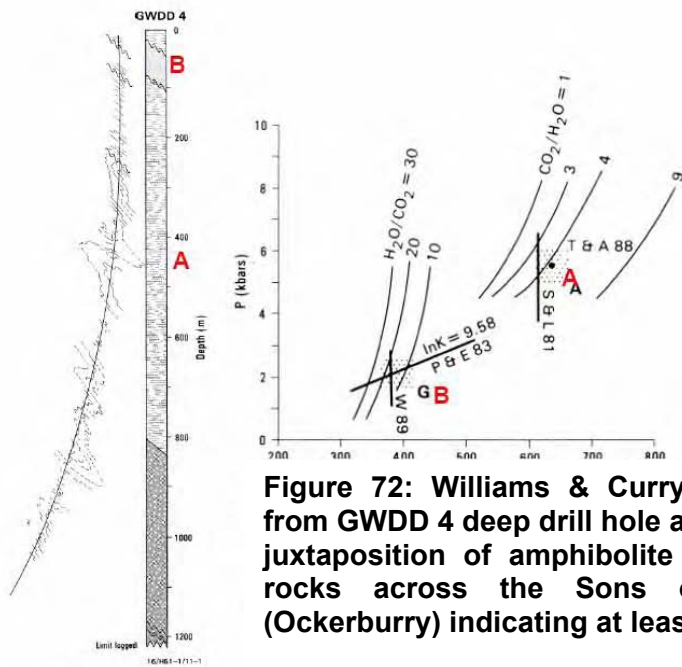 GWDD 4
0
B
200
400
A
600
800
1000
1200
Depth (m)
Limit logged
16/H51-1/11-1
10
8
6
4
2
0
P (kbars)
200
300
400
500
600
700
800
H₂O/CO₂ = 30
20
10
CO₂/H₂O = 1
3
4
9
T & A 88
A
A
S & L 81
lnK = 9.58
P & E 83
G
B
W 89
Figure 72: Williams & Curry
from GWDD 4 deep drill hole a
juxtaposition of amphibolite
rocks across the Sons
(Ockerburry) indicating at leas